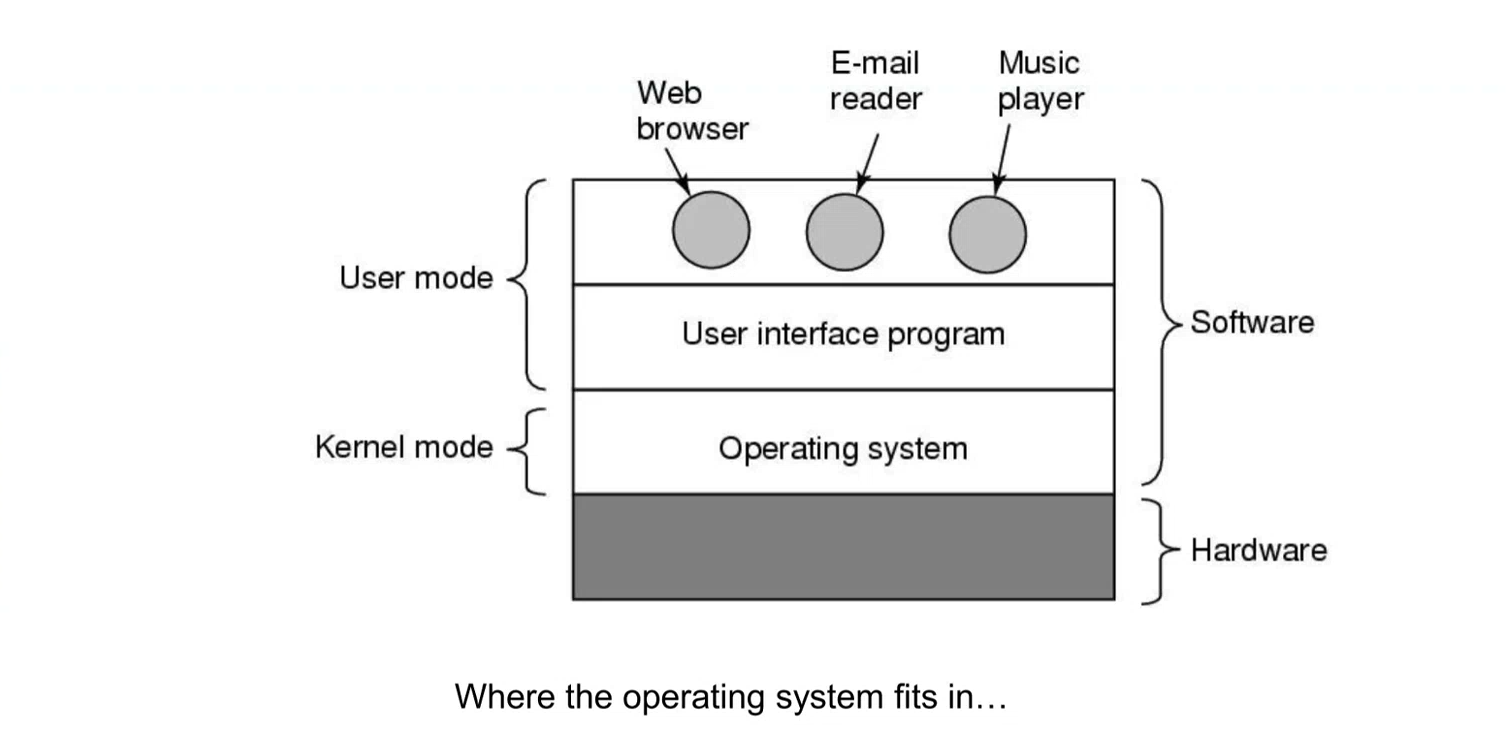 Web
browser
E-mail
reader
Music
player
User mode
User interface program
Software
Kernel mode
Operating system
Hardware
Where the operating system fits in…